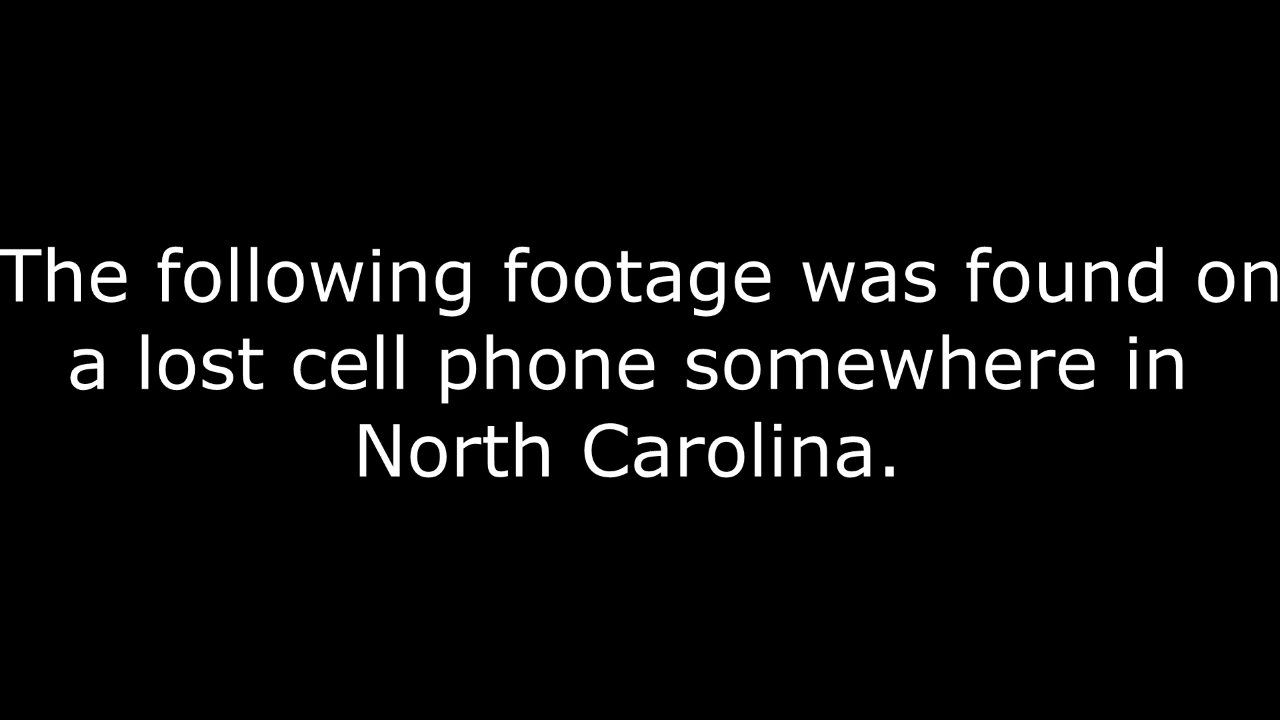 The following footage was found on
a lost cell phone somewhere in
North Carolina.